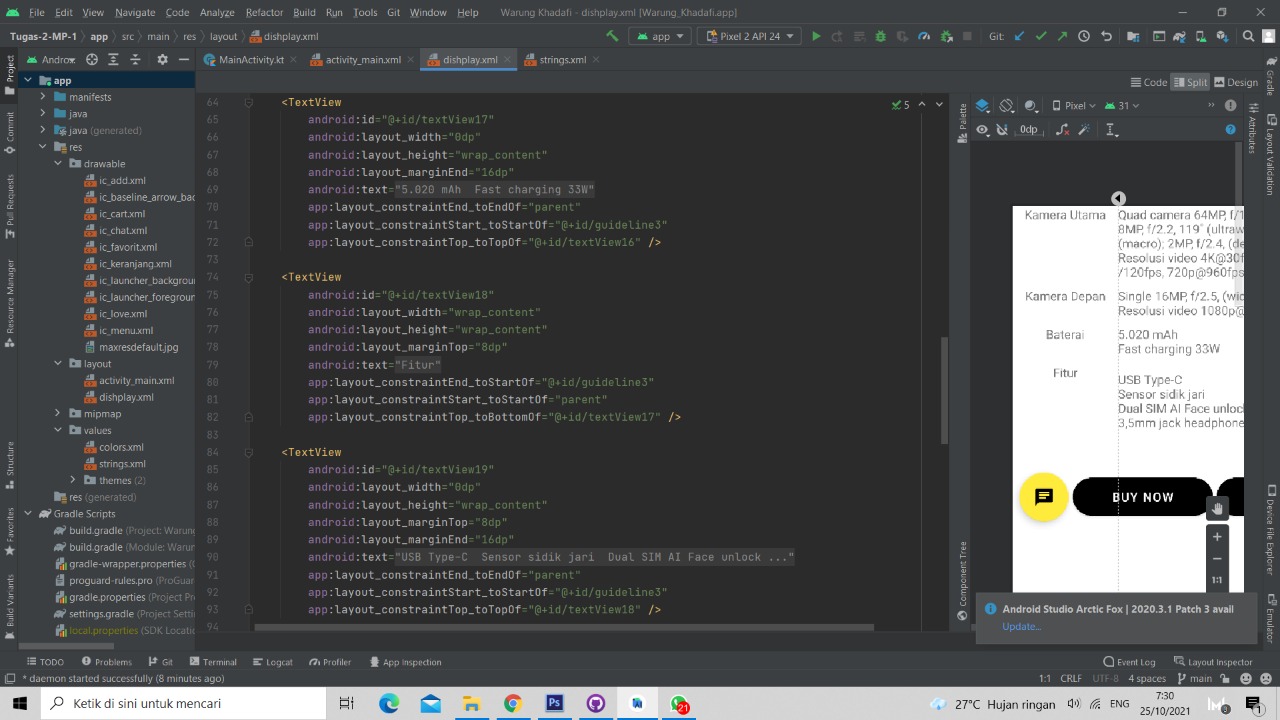 File Edit View Navigate Code Analyze Refactor Build Run Tools Git Window Help Warung Khadafi - dishplay.xml [Warung_Khadafi.app]
Tugas-2-MP-1 app src main res layout dishplay.xml app Pixel 2 API 24 Git:
Project Androi MainActivity.kt activity_main.xml dishplay.xml strings.xml Gradle
Code Split Design
app
manifests
java
java (generated)
res
drawable
ic_add.xml
ic_baseline_arrow_bac
ic_cart.xml
ic_chat.xml
ic_favorit.xml
ic_keranjang.xml
ic_launcher_backgroun
ic_launcher_foregroun
ic_love.xml
ic_menu.xml
maxresdefault.jpg
layout
activity_main.xml
dishplay.xml
mipmap
values
colors.xml
strings.xml
themes (2)
res (generated)
Gradle Scripts
build.gradle (Project: Warung
build.gradle (Module: Warun
gradle-wrapper.properties (G
proguard-rules.pro (ProGuar
gradle.properties (Project Pro
settings.gradle (Project Settin
local.properties (SDK Locatio
Commit
Pull Requests
Resource Manager
Structure
Favorites
Build Variants
64 <TextView
65 android:id="@+id/textView17"
66 android:layout_width="0dp"
67 android:layout_height="wrap_content"
68 android:layout_marginEnd="16dp"
69 android:text="5.020 mAh  Fast charging 33W"
70 app:layout_constraintEnd_toEndOf="parent"
71 app:layout_constraintStart_toStartOf="@+id/guideline3"
72 app:layout_constraintTop_toTopOf="@+id/textView16" />
73
74 <TextView
75 android:id="@+id/textView18"
76 android:layout_width="wrap_content"
77 android:layout_height="wrap_content"
78 android:layout_marginTop="8dp"
79 android:text="Fitur"
80 app:layout_constraintEnd_toStartOf="@+id/guideline3"
81 app:layout_constraintStart_toStartOf="parent"
82 app:layout_constraintTop_toBottomOf="@+id/textView17" />
83
84 <TextView
85 android:id="@+id/textView19"
86 android:layout_width="0dp"
87 android:layout_height="wrap_content"
88 android:layout_marginTop="8dp"
89 android:layout_marginEnd="16dp"
90 android:text="USB Type-C  Sensor sidik jari  Dual SIM AI Face unlock ..."
91 app:layout_constraintEnd_toEndOf="parent"
92 app:layout_constraintStart_toStartOf="@+id/guideline3"
93 app:layout_constraintTop_toTopOf="@+id/textView18" />
94
5
Palette
Component Tree
Pixel 31
0dp
Kamera Utama Quad camera 64MP, f/1
8MP, f/2.2, 119˚ (ultraw
(macro); 2MP, f/2.4, (de
Resolusi video 4K@30f
/120fps, 720p@960fps
Kamera Depan Single 16MP, f/2.5, (wid
Resolusi video 1080p@
Baterai 5.020 mAh
Fast charging 33W
Fitur
USB Type-C
Sensor sidik jari
Dual SIM AI Face unloc
3,5mm jack headphone
BUY NOW
1:1
Attributes
Layout Validation
Device File Explorer
Emulator
Android Studio Arctic Fox | 2020.3.1 Patch 3 avail
Update...
TODO Problems Git Terminal Logcat Profiler App Inspection Event Log Layout Inspector
* daemon started successfully (8 minutes ago) 1:1 CRLF UTF-8 4 spaces main
Ketik di sini untuk mencari
Ps
21
27°C Hujan ringan ENG 7:30
25/10/2021
3
1